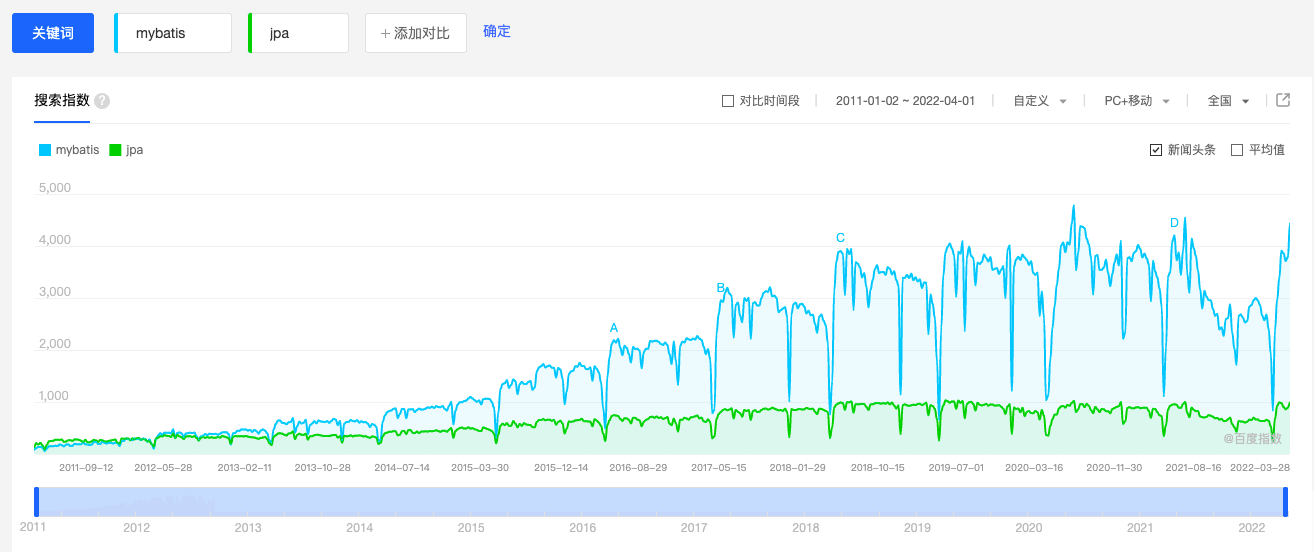 关键词 mybatis jpa + 添加对比 确定
搜索指数 ? 对比时间段 2011-01-02 ~ 2022-04-01 自定义 PC+移动 全国
mybatis jpa 新闻头条 平均值
5,000
4,000
3,000
2,000
1,000
A
B
C
D
@百度指数
2011-09-12 2012-05-28 2013-02-11 2013-10-28 2014-07-14 2015-03-30 2015-12-14 2016-08-29 2017-05-15 2018-01-29 2018-10-15 2019-07-01 2020-03-16 2020-11-30 2021-08-16 2022-03-28
2011 2012 2013 2014 2015 2016 2017 2018 2019 2020 2021 2022